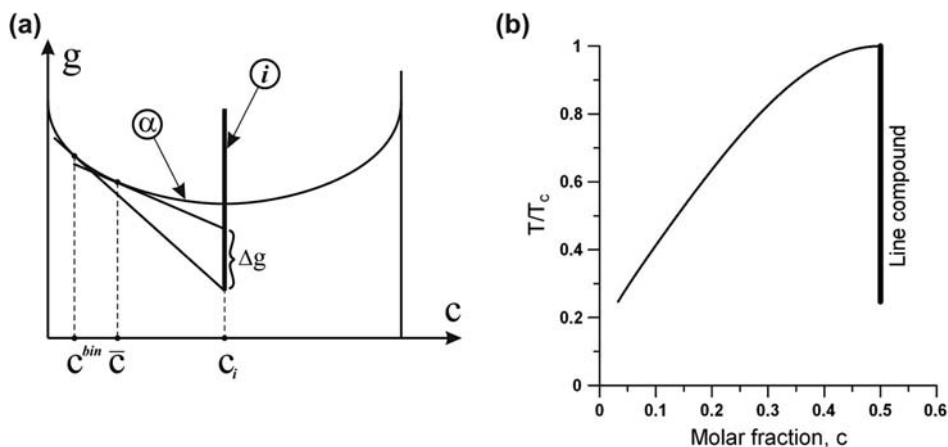 (a)
g
i
α
Δg
c
c^bin c̄ c_i
(b)
1
0.8
0.6
0.4
0.2
0
T/T_c
Line compound
0 0.1 0.2 0.3 0.4 0.5 0.6
Molar fraction, c